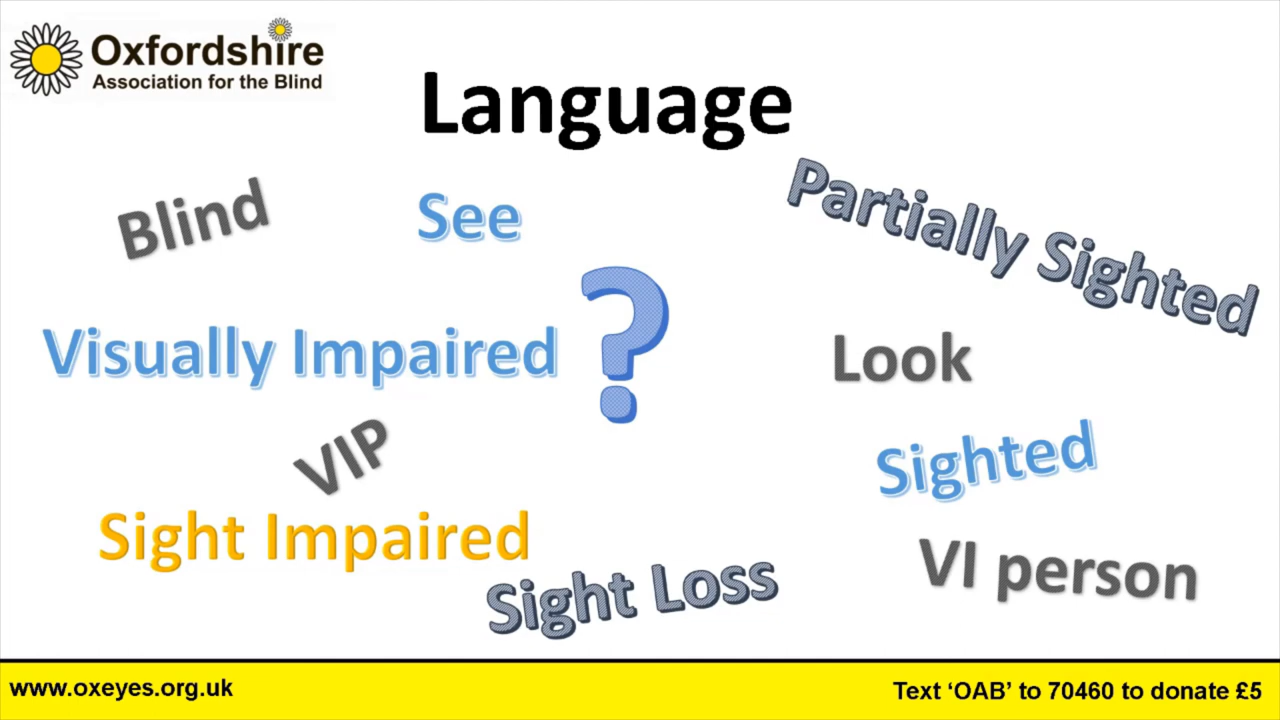 Oxfordshire
Association for the Blind
Language
Blind
See
Partially Sighted
?
Visually Impaired
Look
VIP
Sighted
Sight Impaired
VI person
Sight Loss
www.oxeyes.org.uk
Text ‘OAB’ to 70460 to donate £5